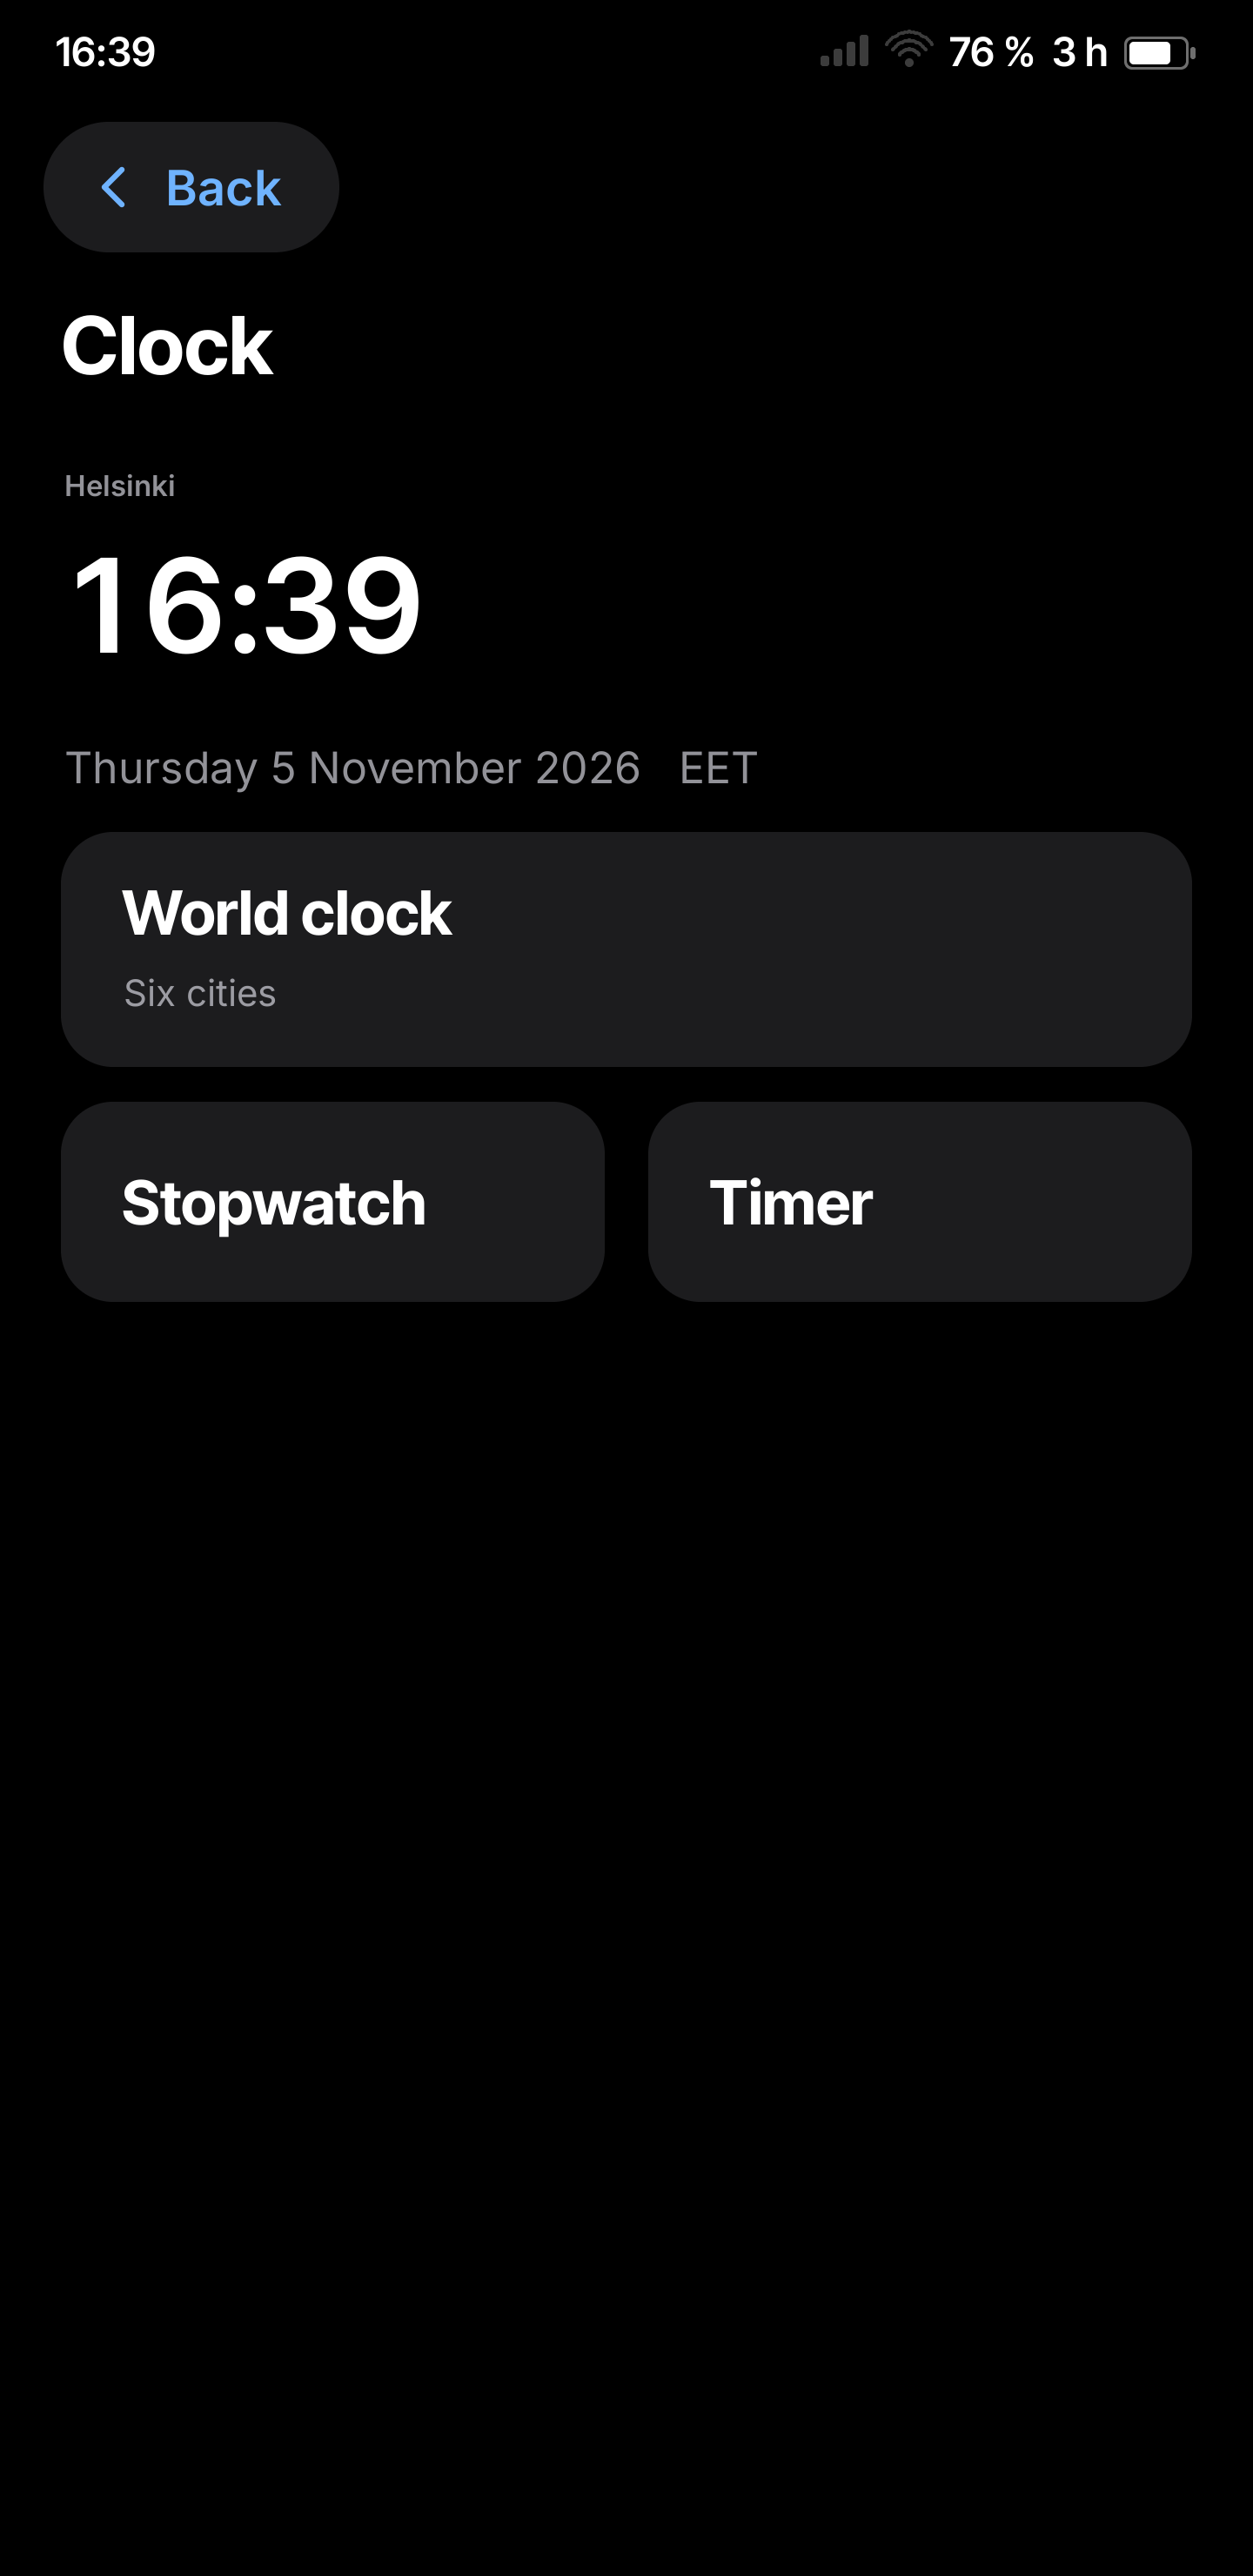 16:39 76 % 3 h
Back
Clock
Helsinki
16:39
Thursday 5 November 2026 EET
World clock
Six cities
Stopwatch Timer